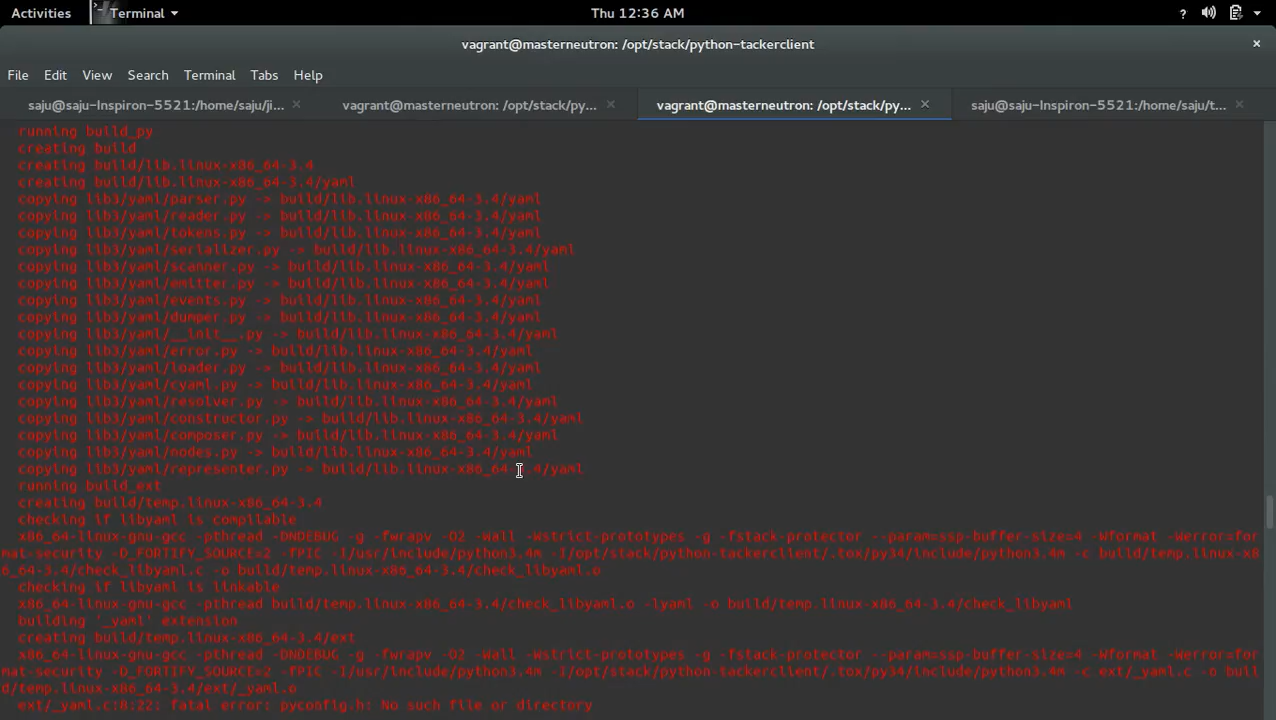 Activities Terminal Thu 12:36 AM ?
vagrant@masterneutron: /opt/stack/python-tackerclient ×
File Edit View Search Terminal Tabs Help
saju@saju-Inspiron-5521:/home/saju/ji... × vagrant@masterneutron: /opt/stack/py... × vagrant@masterneutron: /opt/stack/py... × saju@saju-Inspiron-5521:/home/saju/t... ×
running build_py
creating build
creating build/lib.linux-x86_64-3.4
creating build/lib.linux-x86_64-3.4/yaml
copying lib3/yaml/parser.py -> build/lib.linux-x86_64-3.4/yaml
copying lib3/yaml/reader.py -> build/lib.linux-x86_64-3.4/yaml
copying lib3/yaml/tokens.py -> build/lib.linux-x86_64-3.4/yaml
copying lib3/yaml/serializer.py -> build/lib.linux-x86_64-3.4/yaml
copying lib3/yaml/scanner.py -> build/lib.linux-x86_64-3.4/yaml
copying lib3/yaml/emitter.py -> build/lib.linux-x86_64-3.4/yaml
copying lib3/yaml/events.py -> build/lib.linux-x86_64-3.4/yaml
copying lib3/yaml/dumper.py -> build/lib.linux-x86_64-3.4/yaml
copying lib3/yaml/__init__.py -> build/lib.linux-x86_64-3.4/yaml
copying lib3/yaml/error.py -> build/lib.linux-x86_64-3.4/yaml
copying lib3/yaml/loader.py -> build/lib.linux-x86_64-3.4/yaml
copying lib3/yaml/cyaml.py -> build/lib.linux-x86_64-3.4/yaml
copying lib3/yaml/resolver.py -> build/lib.linux-x86_64-3.4/yaml
copying lib3/yaml/constructor.py -> build/lib.linux-x86_64-3.4/yaml
copying lib3/yaml/composer.py -> build/lib.linux-x86_64-3.4/yaml
copying lib3/yaml/nodes.py -> build/lib.linux-x86_64-3.4/yaml
copying lib3/yaml/representer.py -> build/lib.linux-x86_64-3.4/yaml
running build_ext
creating build/temp.linux-x86_64-3.4
checking if libyaml is compilable
x86_64-linux-gnu-gcc -pthread -DNDEBUG -g -fwrapv -O2 -Wall -Wstrict-prototypes -g -fstack-protector --param=ssp-buffer-size=4 -Wformat -Werror=for
mat-security -D_FORTIFY_SOURCE=2 -fPIC -I/usr/include/python3.4m -I/opt/stack/python-tackerclient/.tox/py34/include/python3.4m -c build/temp.linux-x8
6_64-3.4/check_libyaml.c -o build/temp.linux-x86_64-3.4/check_libyaml.o
checking if libyaml is linkable
x86_64-linux-gnu-gcc -pthread build/temp.linux-x86_64-3.4/check_libyaml.o -lyaml -o build/temp.linux-x86_64-3.4/check_libyaml
building '_yaml' extension
creating build/temp.linux-x86_64-3.4/ext
x86_64-linux-gnu-gcc -pthread -DNDEBUG -g -fwrapv -O2 -Wall -Wstrict-prototypes -g -fstack-protector --param=ssp-buffer-size=4 -Wformat -Werror=for
mat-security -D_FORTIFY_SOURCE=2 -fPIC -I/usr/include/python3.4m -I/opt/stack/python-tackerclient/.tox/py34/include/python3.4m -c ext/_yaml.c -o buil
d/temp.linux-x86_64-3.4/ext/_yaml.o
ext/_yaml.c:8:22: fatal error: pyconfig.h: No such file or directory